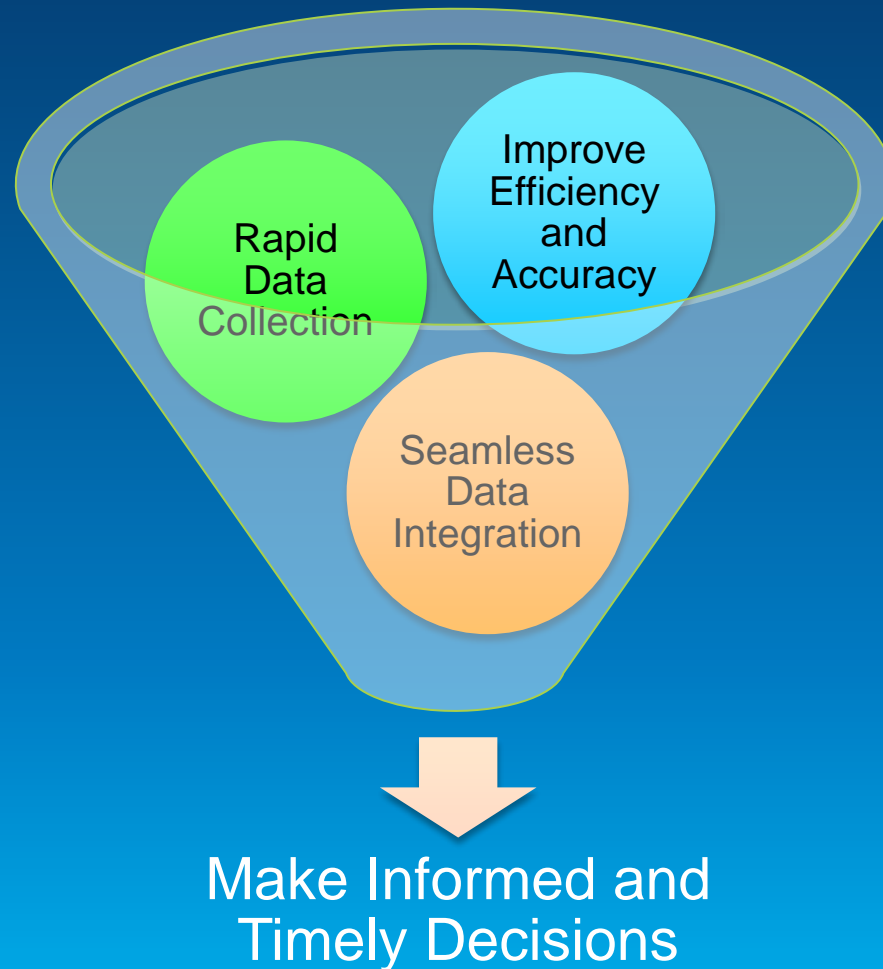 Improve
Efficiency
and
Accuracy
Rapid
Data
Collection
Seamless
Data
Integration
Make Informed and
Timely Decisions